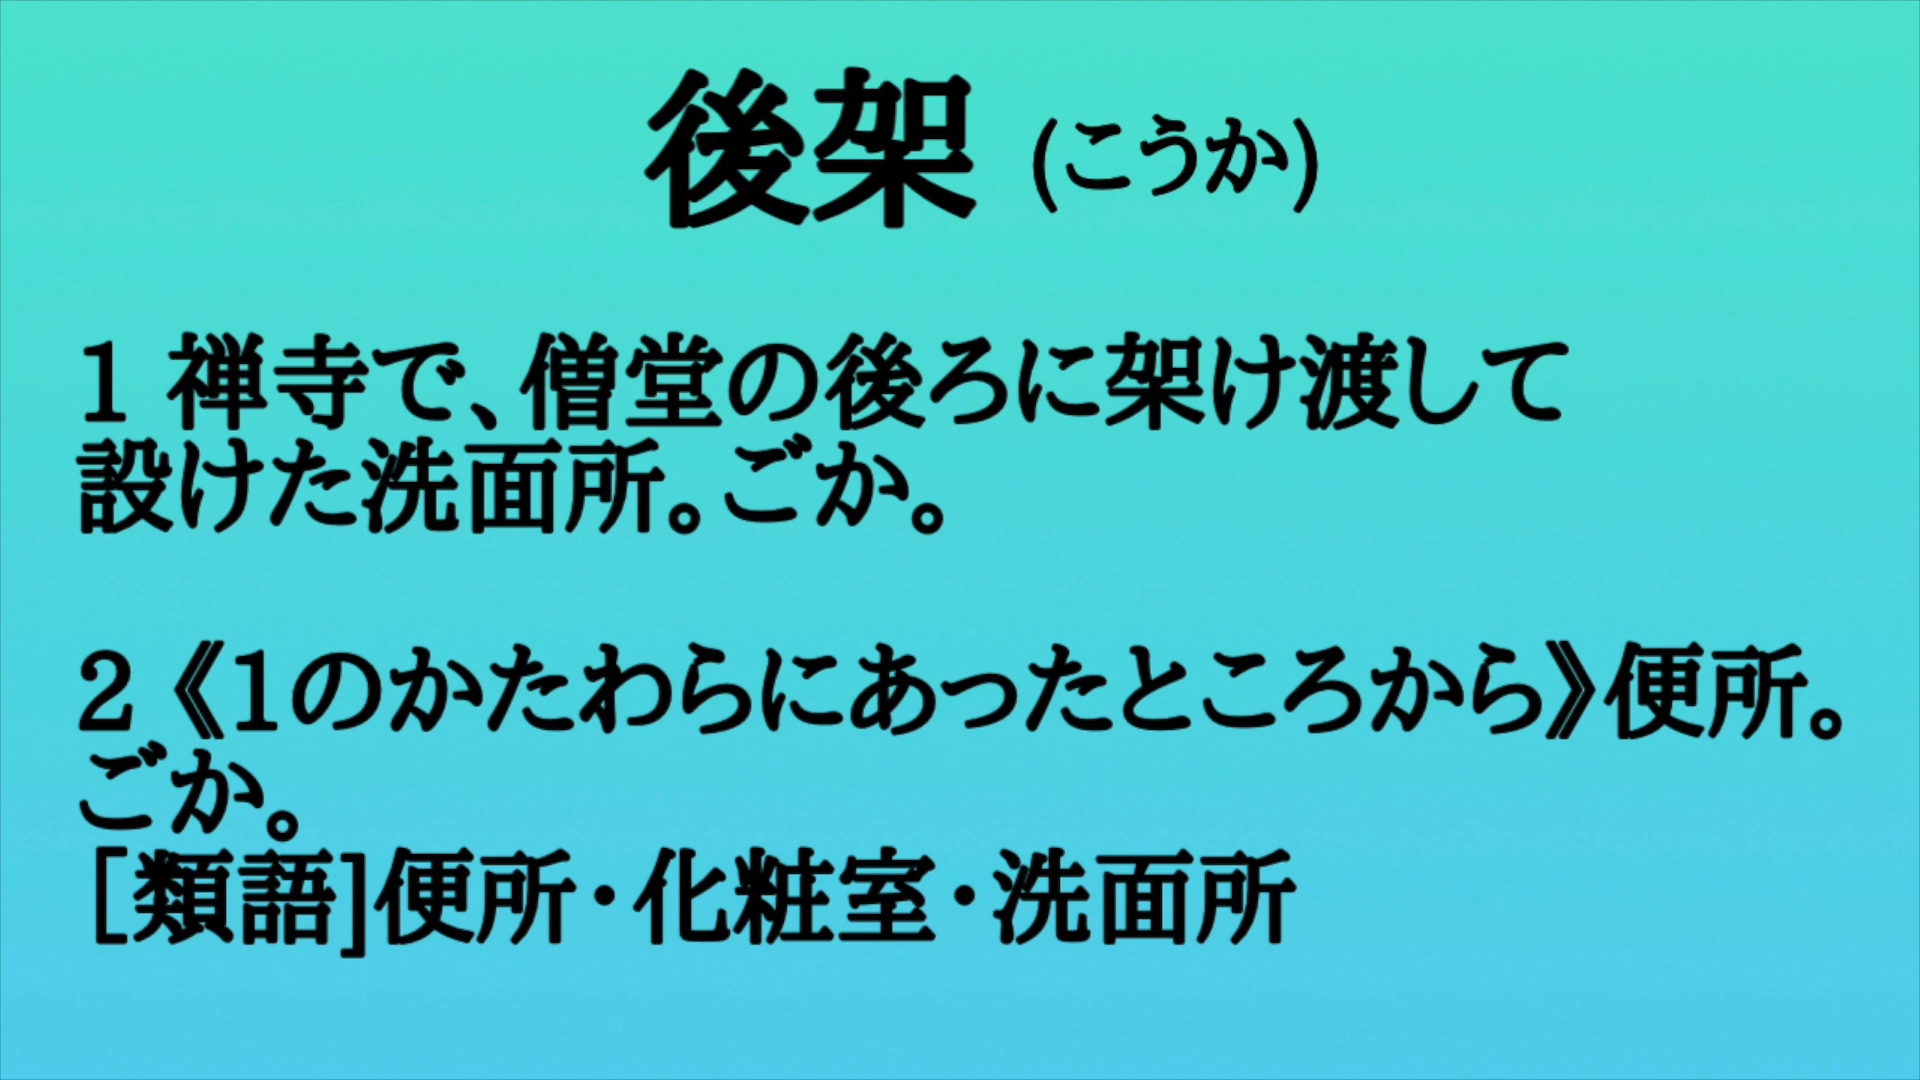 後架 (こうか)
1 禅寺で、僧堂の後ろに架け渡して
設けた洗面所。ごか。
2 《1のかたわらにあったところから》便所。
ごか。
[類語]便所・化粧室・洗面所